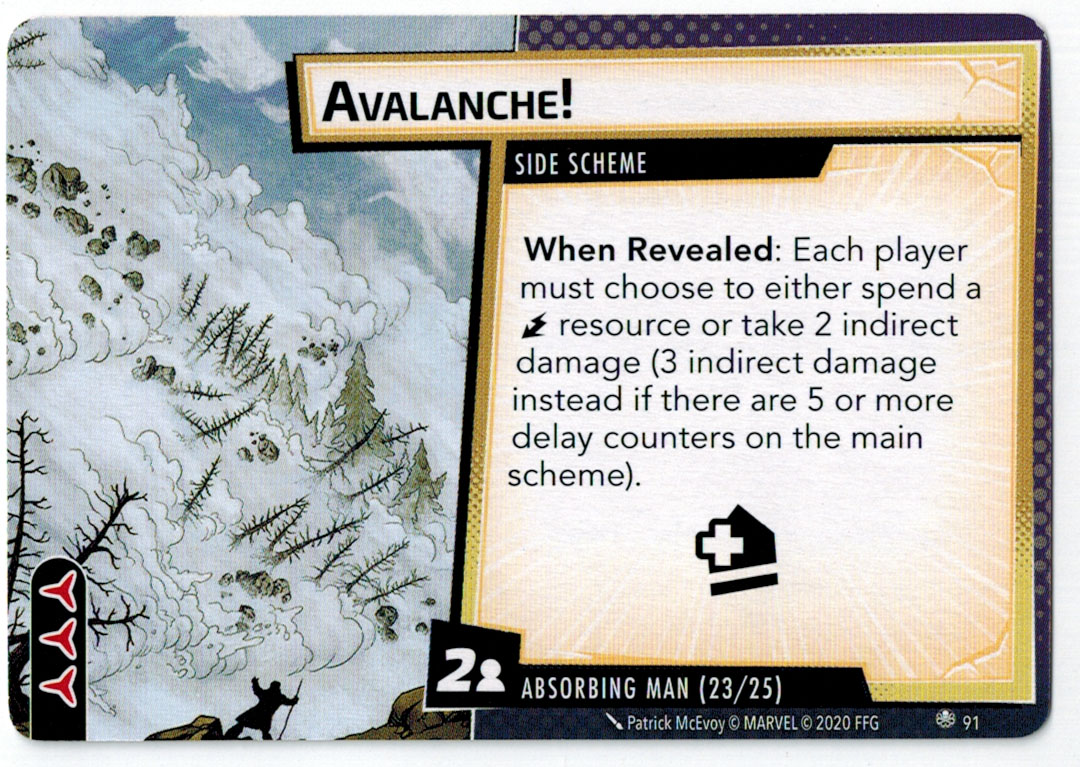 AVALANCHE!
SIDE SCHEME
When Revealed: Each player
must choose to either spend a
resource or take 2 indirect
damage (3 indirect damage
instead if there are 5 or more
delay counters on the main
scheme).
2
ABSORBING MAN (23/25)
Patrick McEvoy © MARVEL © 2020 FFG
91